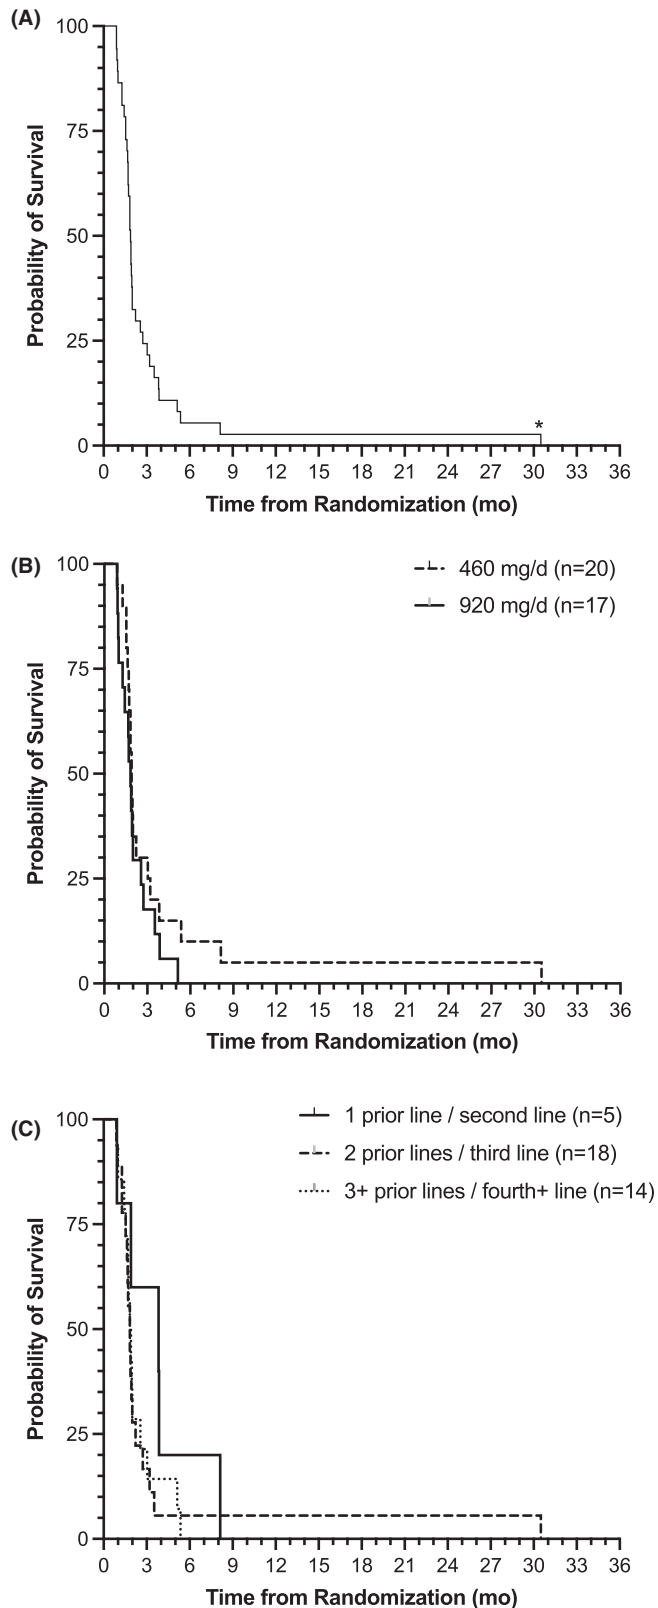 (A)
100
75
50
25
0
Probability of Survival
*
0 3 6 9 12 15 18 21 24 27 30 33 36
Time from Randomization (mo)
(B)
460 mg/d (n=20)
920 mg/d (n=17)
100
75
50
25
0
Probability of Survival
0 3 6 9 12 15 18 21 24 27 30 33 36
Time from Randomization (mo)
(C)
1 prior line / second line (n=5)
2 prior lines / third line (n=18)
3+ prior lines / fourth+ line (n=14)
100
75
50
25
0
Probability of Survival
0 3 6 9 12 15 18 21 24 27 30 33 36
Time from Randomization (mo)